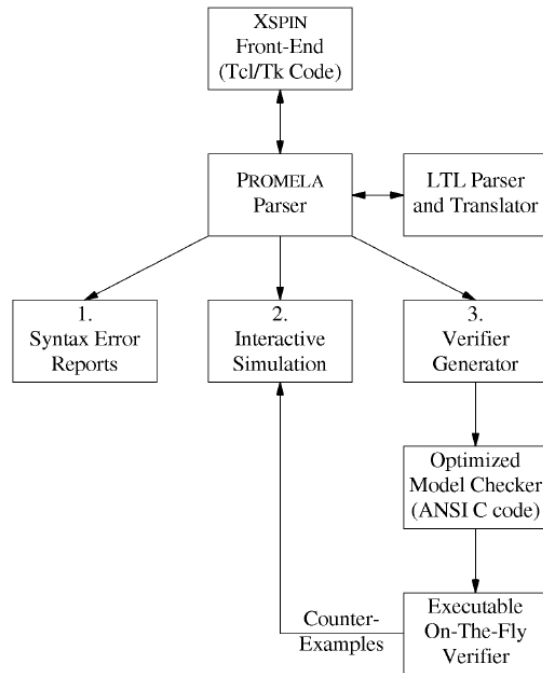 XSPIN
Front-End
(Tcl/Tk Code)
PROMELA
Parser
LTL Parser
and Translator
1.
Syntax Error
Reports
2.
Interactive
Simulation
3.
Verifier
Generator
Optimized
Model Checker
(ANSI C code)
Counter-
Examples
Executable
On-The-Fly
Verifier